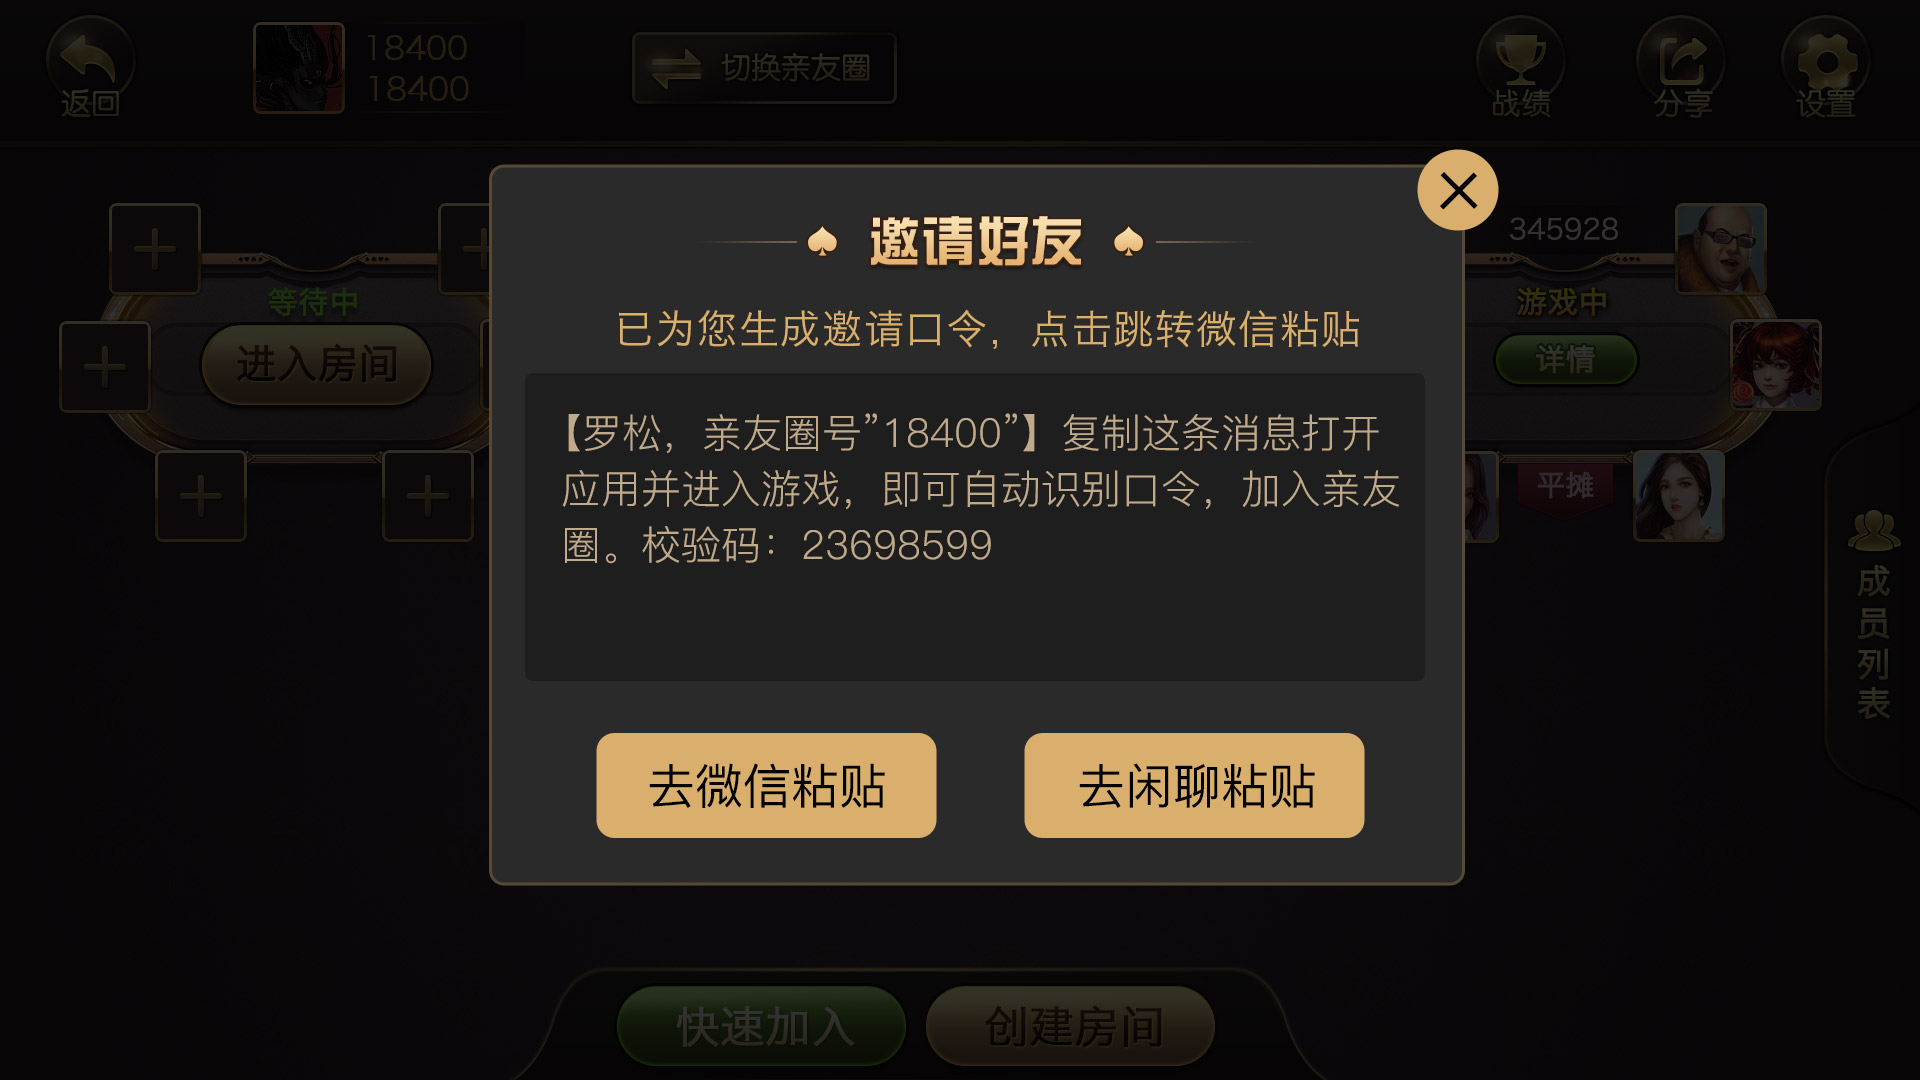 返回
18400
18400
切换亲友圈
战绩
分享
设置
邀请好友
已为您生成邀请口令，点击跳转微信粘贴
【罗松，亲友圈号”18400”】复制这条消息打开
应用并进入游戏，即可自动识别口令，加入亲友
圈。校验码：23698599
去微信粘贴
去闲聊粘贴
等待中
进入房间
345928
游戏中
详情
平摊
成员列表
快速加入
创建房间